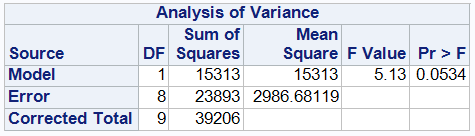 Analysis of Variance
Source DF Sum of Squares Mean Square F Value Pr > F
Model 1 15313 15313 5.13 0.0534
Error 8 23893 2986.68119
Corrected Total 9 39206